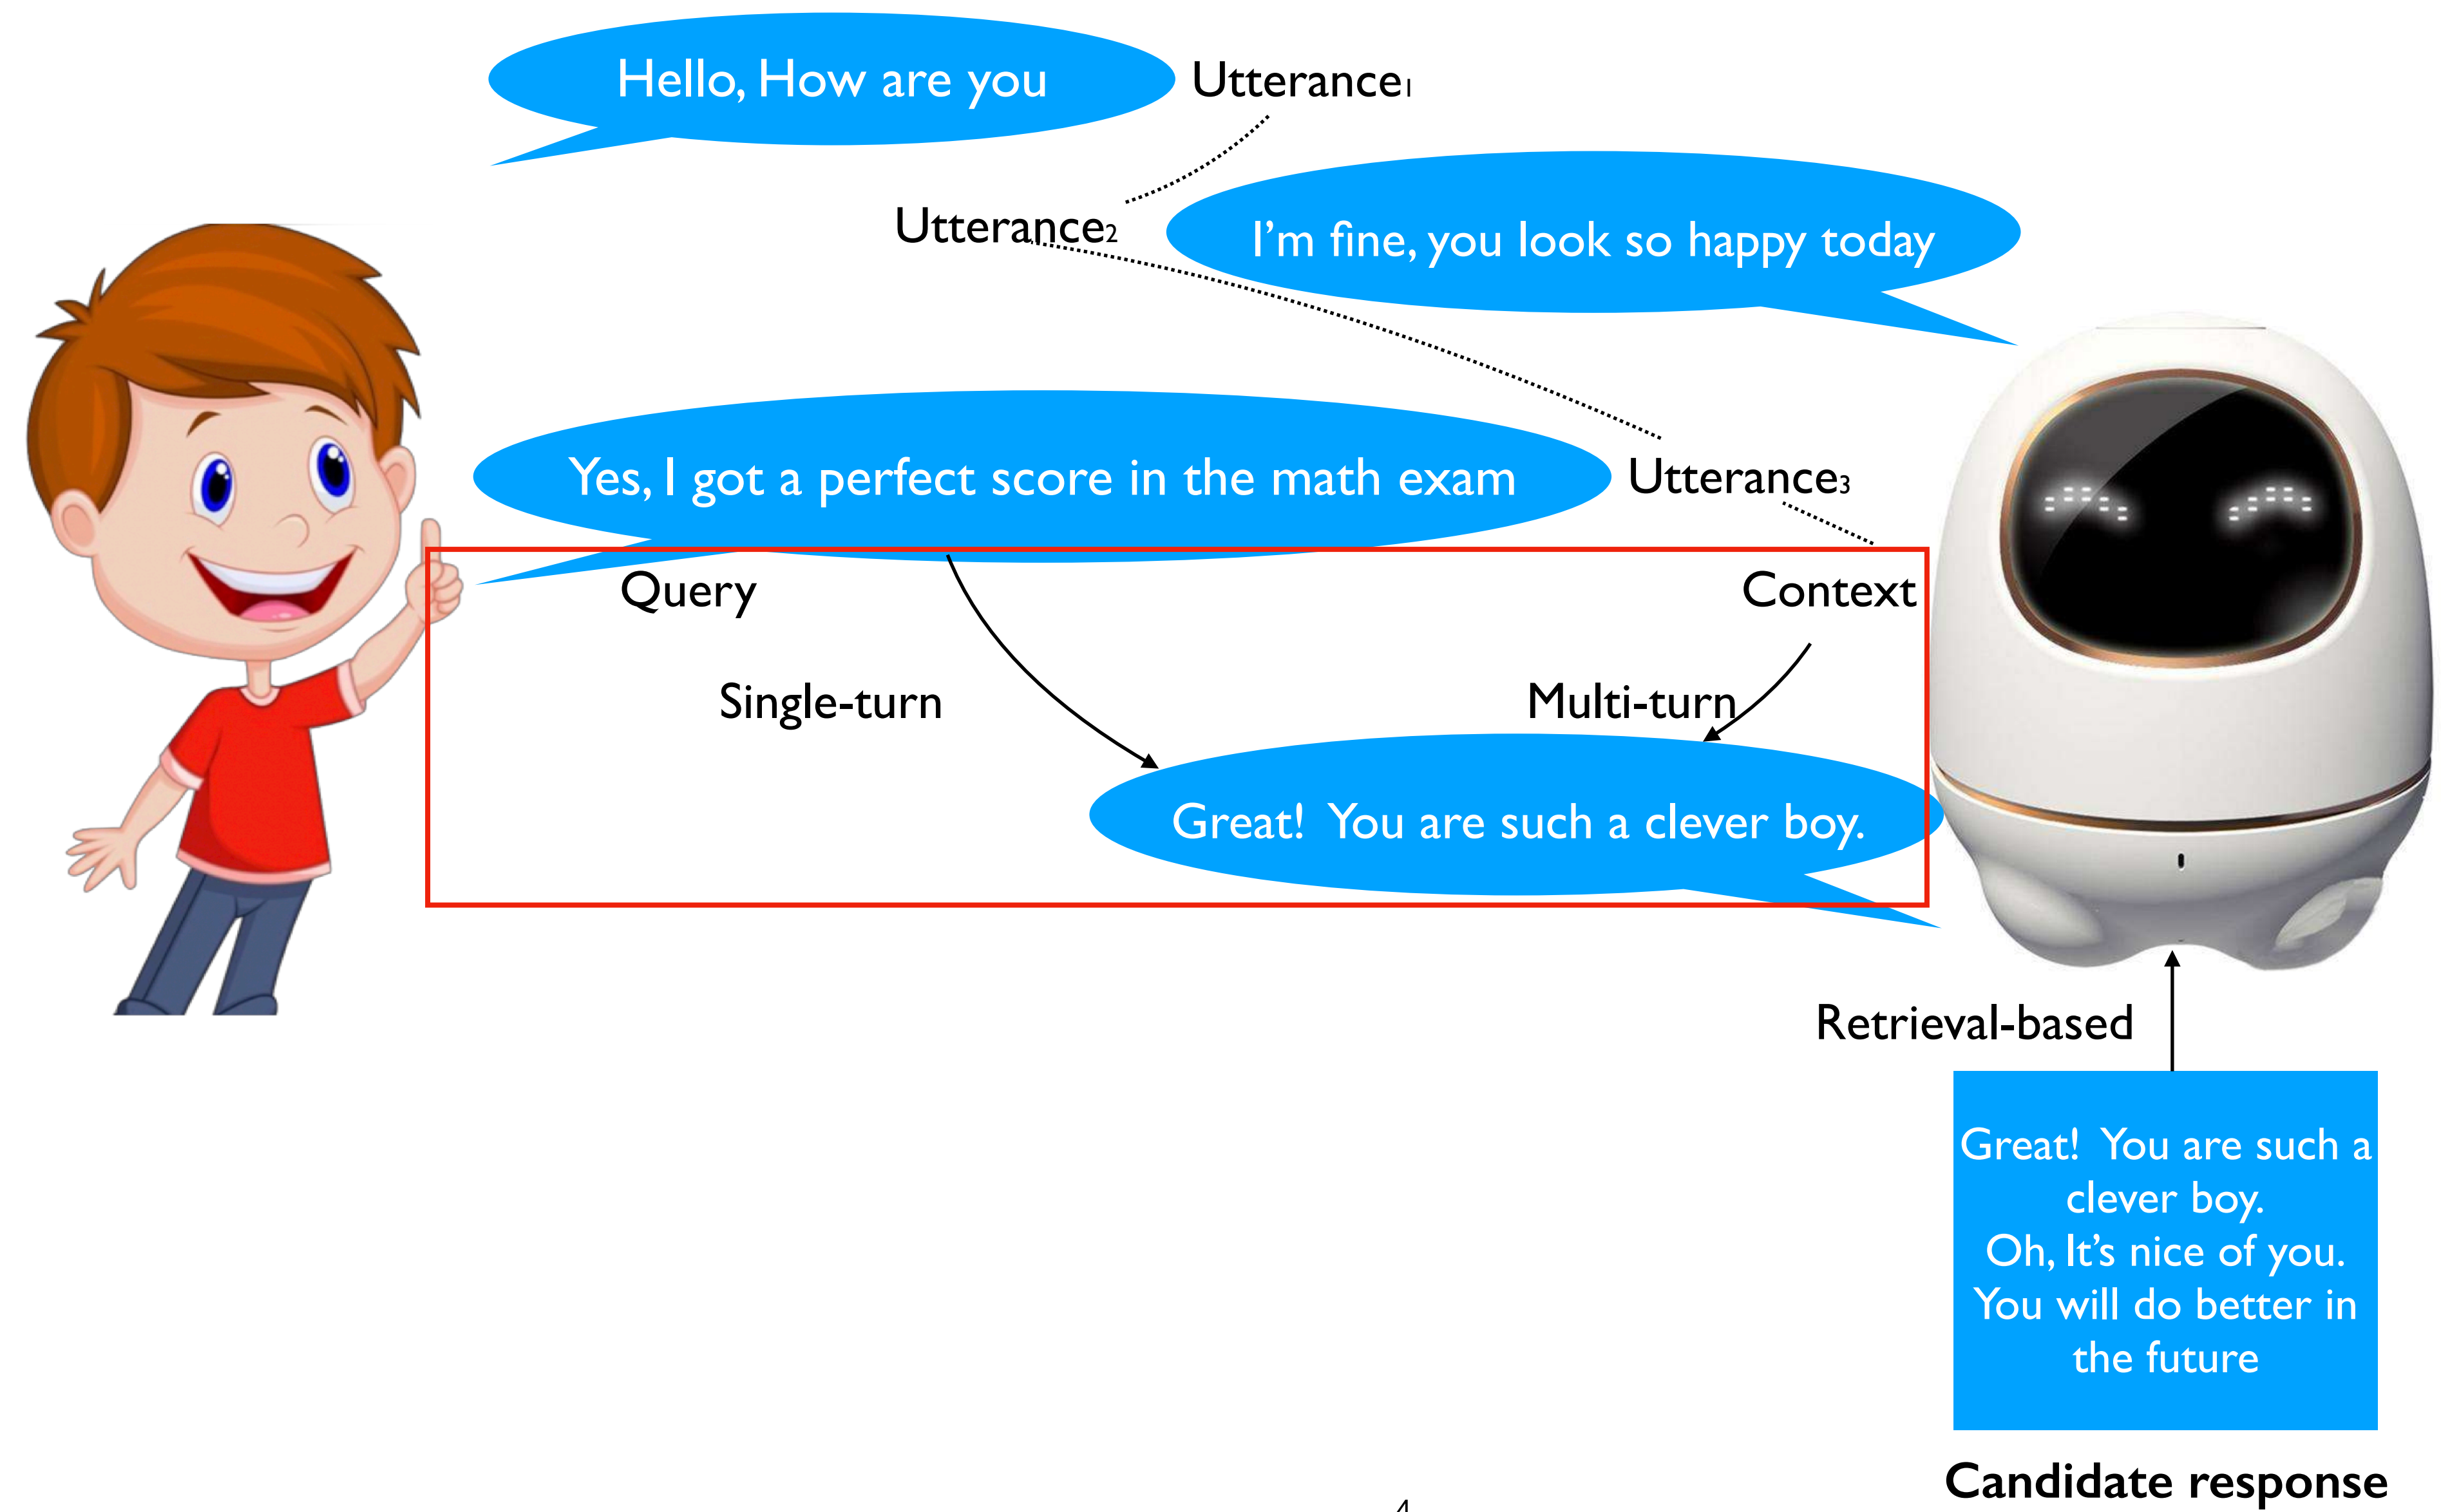 Hello, How are you
Utterance1
Utterance2
I'm fine, you look so happy today
Yes, I got a perfect score in the math exam
Utterance3
Query
Context
Single-turn
Multi-turn
Great! You are such a clever boy.
Retrieval-based
Great! You are such a
clever boy.
Oh, It's nice of you.
You will do better in
the future
Candidate response
4